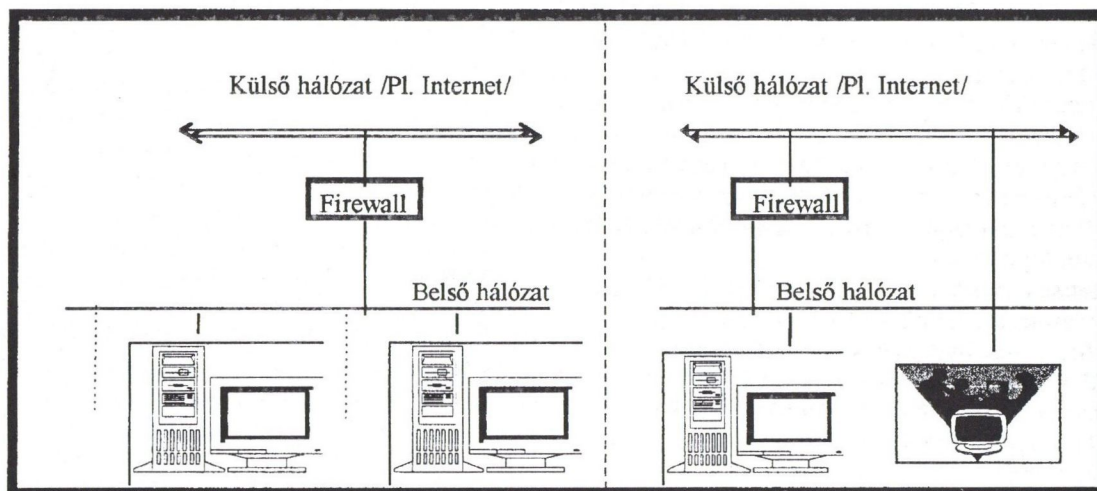 Külső hálózat /Pl. Internet/
Firewall
Belső hálózat
Külső hálózat /Pl. Internet/
Firewall
Belső hálózat